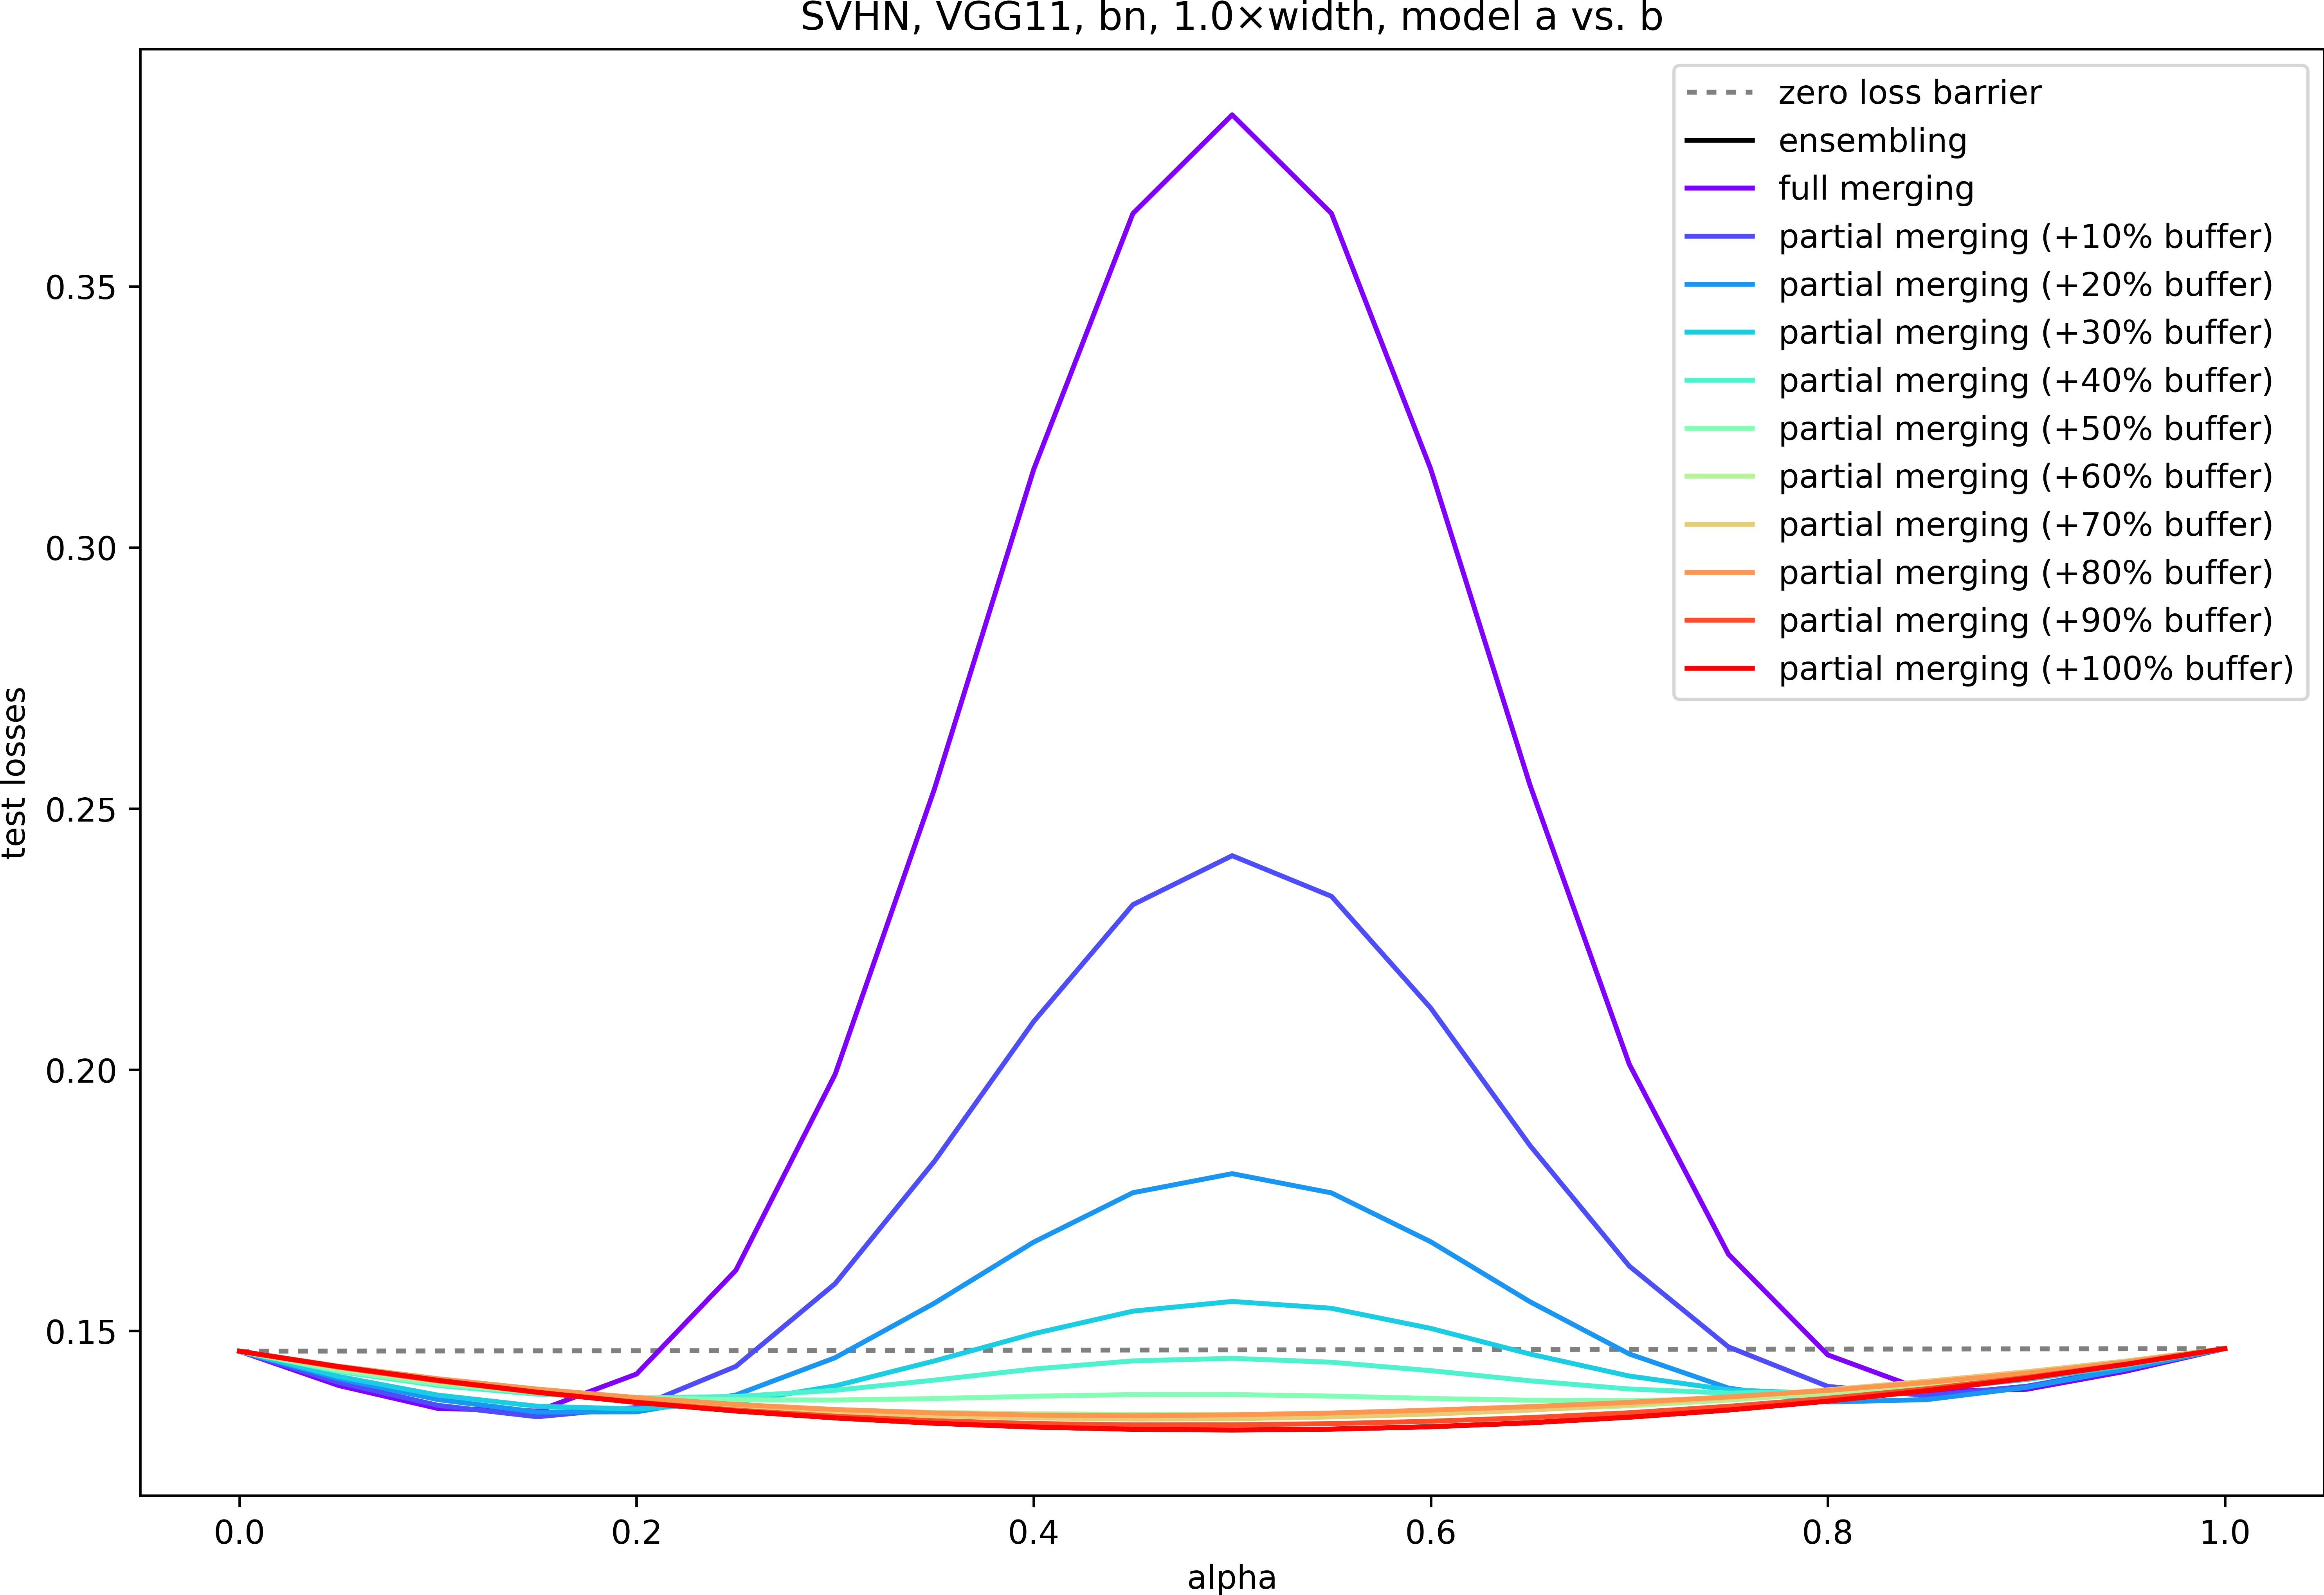 SVHN, VGG11, bn, 1.0×width, model a vs. b
zero loss barrier
ensembling
full merging
partial merging (+10% buffer)
partial merging (+20% buffer)
partial merging (+30% buffer)
partial merging (+40% buffer)
partial merging (+50% buffer)
partial merging (+60% buffer)
partial merging (+70% buffer)
partial merging (+80% buffer)
partial merging (+90% buffer)
partial merging (+100% buffer)
test losses
0.35
0.30
0.25
0.20
0.15
0.0 0.2 0.4 0.6 0.8 1.0
alpha